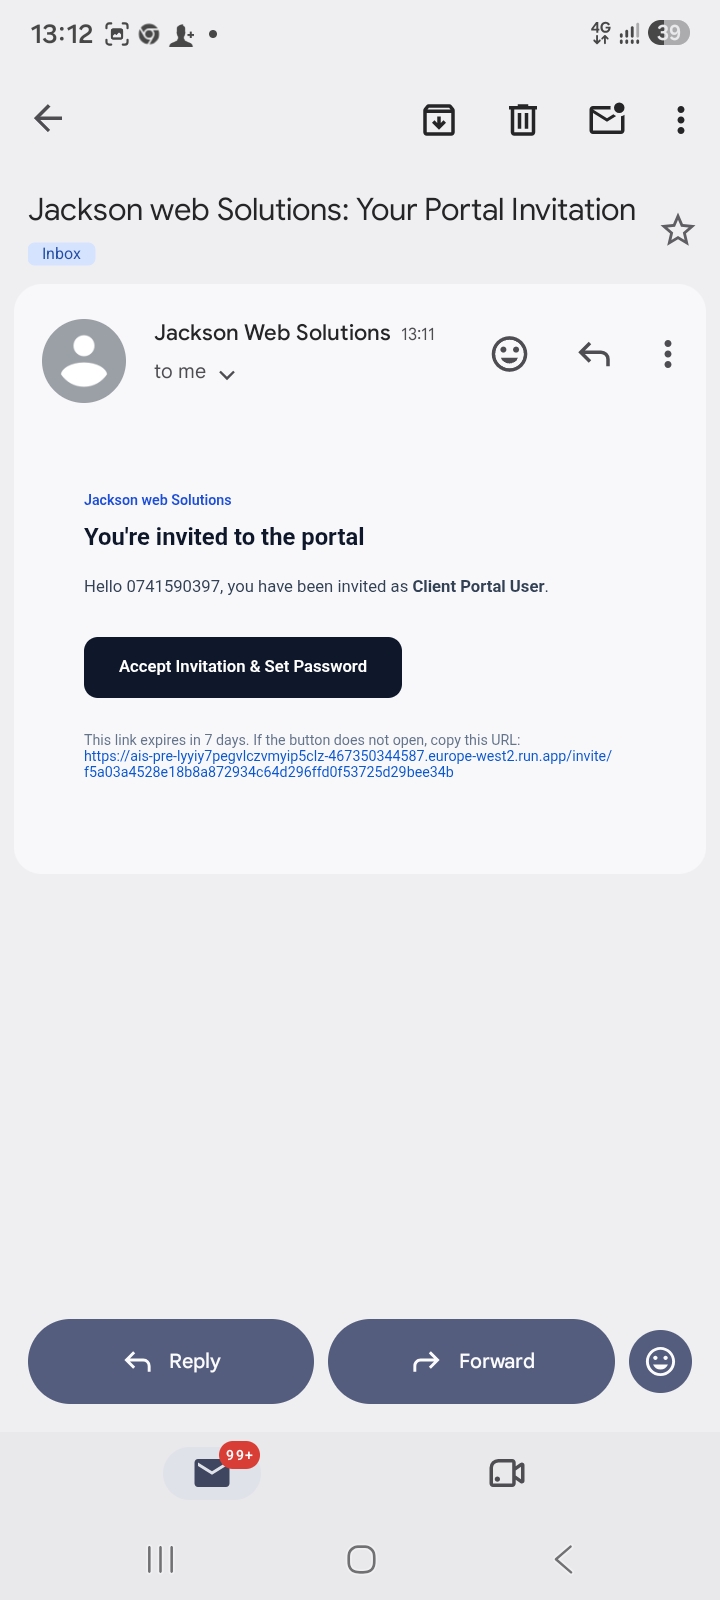 13:12
4G
39
Jackson web Solutions: Your Portal Invitation
Inbox
Jackson Web Solutions 13:11
to me
Jackson web Solutions
You're invited to the portal
Hello 0741590397, you have been invited as Client Portal User.
Accept Invitation & Set Password
This link expires in 7 days. If the button does not open, copy this URL:
https://ais-pre-lyyiy7pegvlczvmyip5clz-467350344587.europe-west2.run.app/invite/
f5a03a4528e18b8a872934c64d296ffd0f53725d29bee34b
Reply
Forward
99+